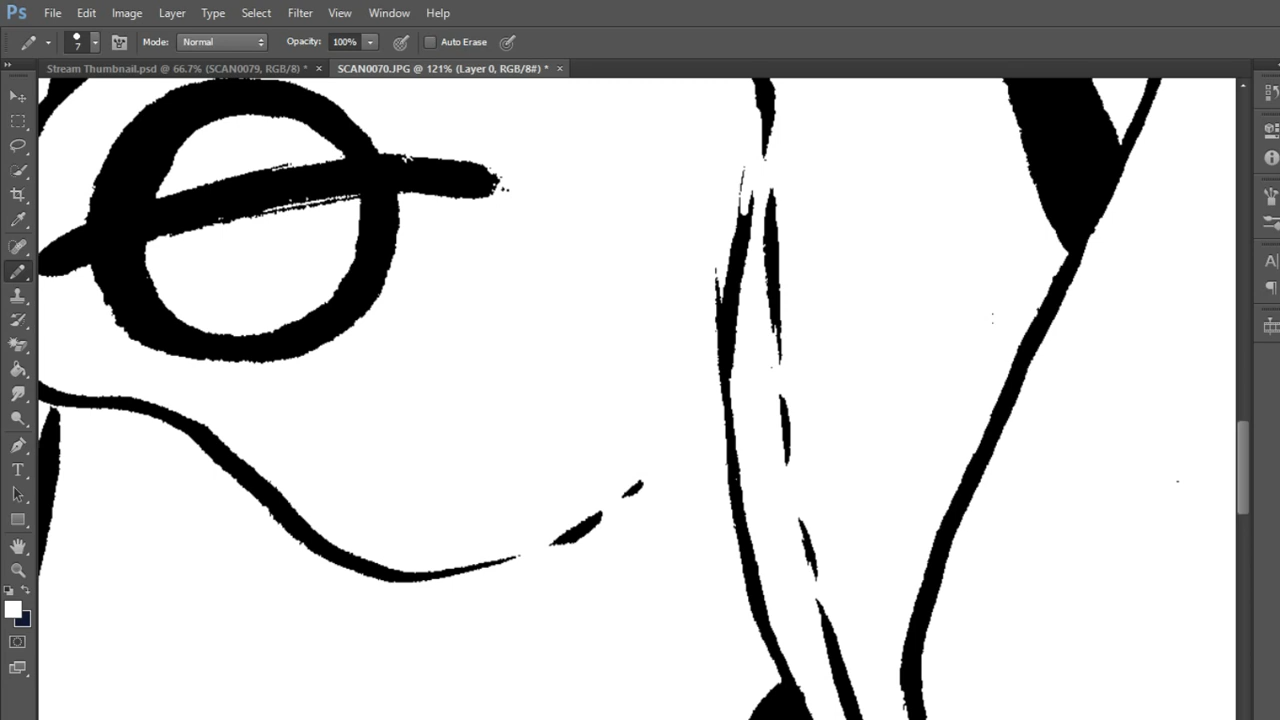 Ps File Edit Image Layer Type Select Filter View Window Help
7 Mode: Normal Opacity: 100% Auto Erase
Stream Thumbnail.psd @ 66.7% (SCAN0079, RGB/8) * × SCAN0070.JPG @ 121% (Layer 0, RGB/8#) * ×